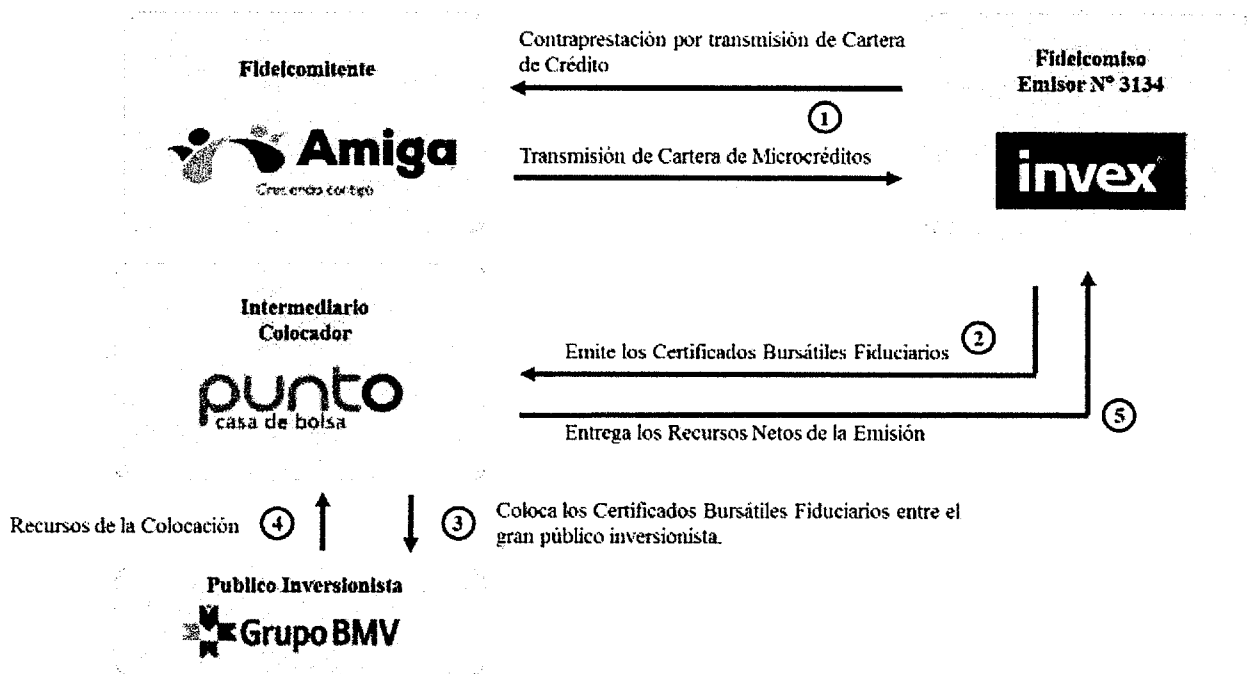 Fideicomitente
Amiga
Creciendo contigo
Contraprestación por transmisión de Cartera
de Crédito
1
Transmisión de Cartera de Microcréditos
Fideicomiso
Emisor N° 3134
invex
Intermediario
Colocador
punto
casa de bolsa
2
Emite los Certificados Bursátiles Fiduciarios
5
Entrega los Recursos Netos de la Emisión
Recursos de la Colocación
4
3
Coloca los Certificados Bursátiles Fiduciarios entre el
gran público inversionista.
Publico Inversionista
Grupo BMV